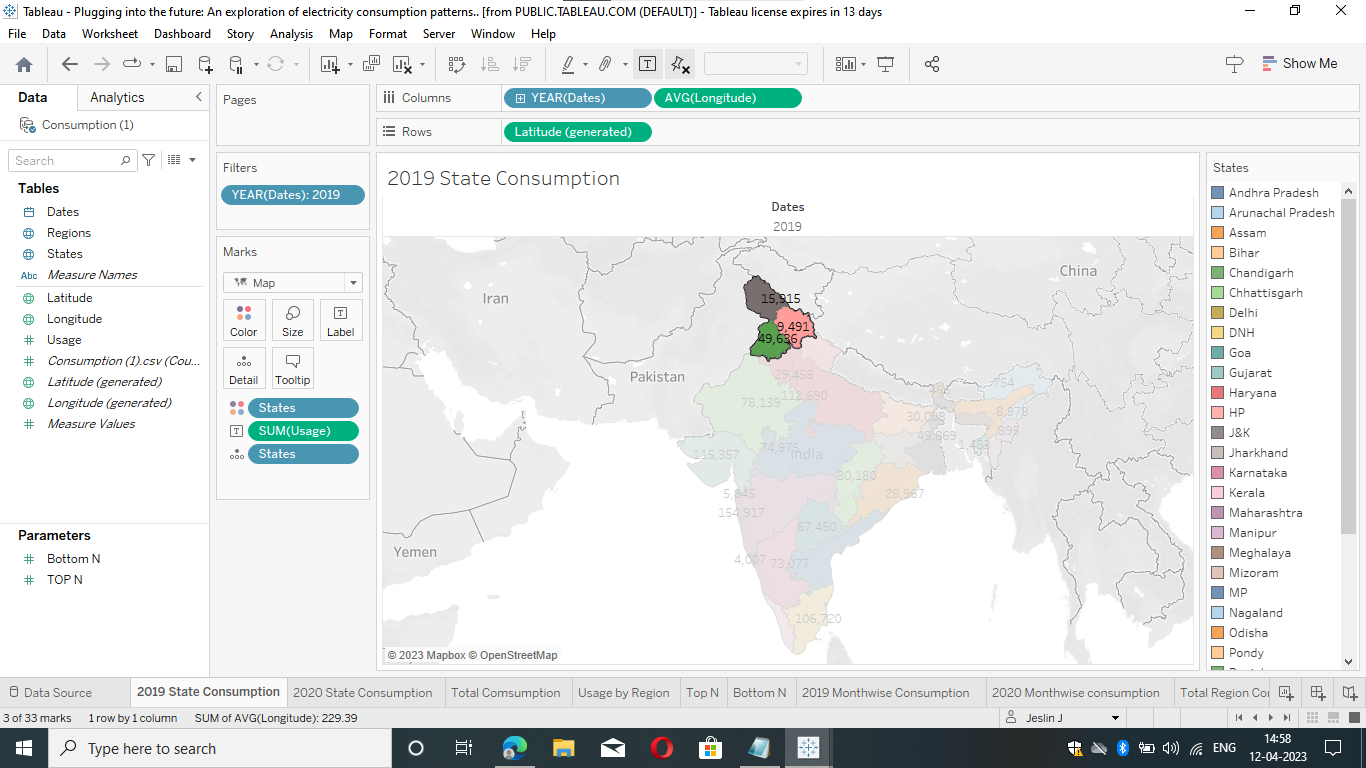 Tableau - Plugging into the future: An exploration of electricity consumption patterns.. [from PUBLIC.TABLEAU.COM (DEFAULT)] - Tableau license expires in 13 days
File Data Worksheet Dashboard Story Analysis Map Format Server Window Help
Show Me
Data Analytics
Consumption (1)
Search
Tables
Dates
Regions
States
Abc Measure Names
Latitude
Longitude
Usage
Consumption (1).csv (Cou...
Latitude (generated)
Longitude (generated)
Measure Values
Parameters
Bottom N
TOP N
Pages
Filters
YEAR(Dates): 2019
Marks
Map
Color Size Label
Detail Tooltip
States
SUM(Usage)
States
Columns YEAR(Dates) AVG(Longitude)
Rows Latitude (generated)
2019 State Consumption
Dates
2019
China
Iran
15,915
9,491
49,636
Pakistan
29,458
754
112,690
78,139
8,979
30,063
895
49,869
1,483
74,975
India
115,357
30,180
5,845
28,967
154,917
67,450
Yemen
4,007
73,077
106,720
© 2023 Mapbox © OpenStreetMap
States
Andhra Pradesh
Arunachal Pradesh
Assam
Bihar
Chandigarh
Chhattisgarh
Delhi
DNH
Goa
Gujarat
Haryana
HP
J&K
Jharkhand
Karnataka
Kerala
Maharashtra
Manipur
Meghalaya
Mizoram
MP
Nagaland
Odisha
Pondy
Data Source 2019 State Consumption 2020 State Consumption Total Comsumption Usage by Region Top N Bottom N 2019 Monthwise Consumption 2020 Monthwise consumption Total Region Con
3 of 33 marks 1 row by 1 column SUM of AVG(Longitude): 229.39 Jeslin J
Type here to search
ENG
14:58
12-04-2023